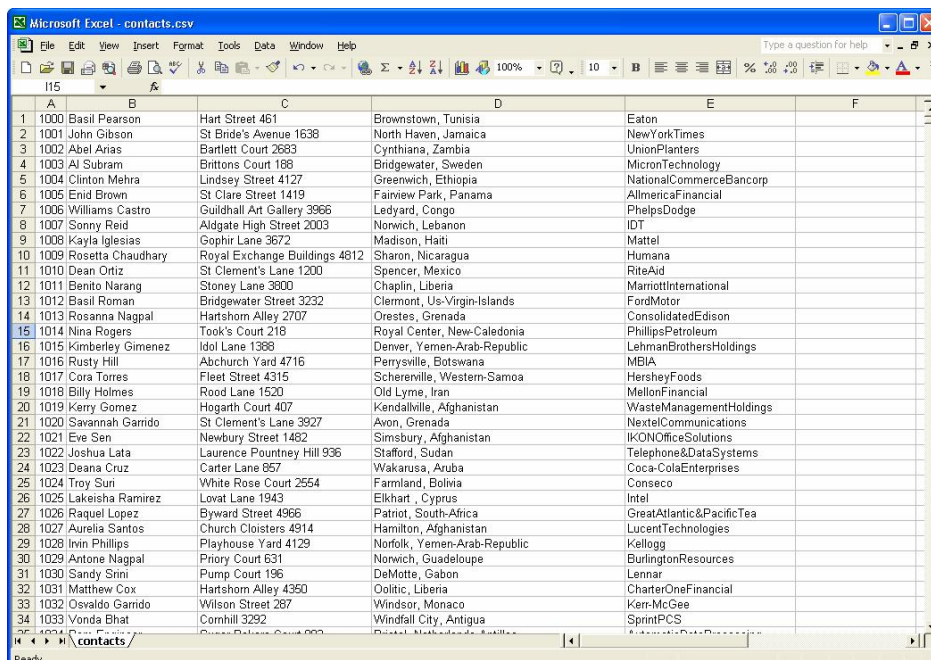 Microsoft Excel - contacts.csv
File Edit View Insert Format Tools Data Window Help Type a question for help
100% 10 B %
I15 fx
A B C D E F
1 1000 Basil Pearson Hart Street 461 Brownstown, Tunisia Eaton
2 1001 John Gibson St Bride's Avenue 1638 North Haven, Jamaica NewYorkTimes
3 1002 Abel Arias Bartlett Court 2683 Cynthiana, Zambia UnionPlanters
4 1003 Al Subram Brittons Court 188 Bridgewater, Sweden MicronTechnology
5 1004 Clinton Mehra Lindsey Street 4127 Greenwich, Ethiopia NationalCommerceBancorp
6 1005 Enid Brown St Clare Street 1419 Fairview Park, Panama AllmericaFinancial
7 1006 Williams Castro Guildhall Art Gallery 3966 Ledyard, Congo PhelpsDodge
8 1007 Sonny Reid Aldgate High Street 2003 Norwich, Lebanon IDT
9 1008 Kayla Iglesias Gophir Lane 3672 Madison, Haiti Mattel
10 1009 Rosetta Chaudhary Royal Exchange Buildings 4812 Sharon, Nicaragua Humana
11 1010 Dean Ortiz St Clement's Lane 1200 Spencer, Mexico RiteAid
12 1011 Benito Narang Stoney Lane 3800 Chaplin, Liberia MarriottInternational
13 1012 Basil Roman Bridgewater Street 3232 Clermont, Us-Virgin-Islands FordMotor
14 1013 Rosanna Nagpal Hartshorn Alley 2707 Orestes, Grenada ConsolidatedEdison
15 1014 Nina Rogers Took's Court 218 Royal Center, New-Caledonia PhillipsPetroleum
16 1015 Kimberley Gimenez Idol Lane 1388 Denver, Yemen-Arab-Republic LehmanBrothersHoldings
17 1016 Rusty Hill Abchurch Yard 4716 Perrysville, Botswana MBIA
18 1017 Cora Torres Fleet Street 4315 Schererville, Western-Samoa HersheyFoods
19 1018 Billy Holmes Rood Lane 1520 Old Lyme, Iran MellonFinancial
20 1019 Kerry Gomez Hogarth Court 407 Kendallville, Afghanistan WasteManagementHoldings
21 1020 Savannah Garrido St Clement's Lane 3927 Avon, Grenada NextelCommunications
22 1021 Eve Sen Newbury Street 1482 Simsbury, Afghanistan IKONOfficeSolutions
23 1022 Joshua Lata Laurence Pountney Hill 936 Stafford, Sudan Telephone&DataSystems
24 1023 Deana Cruz Carter Lane 857 Wakarusa, Aruba Coca-ColaEnterprises
25 1024 Troy Suri White Rose Court 2554 Farmland, Bolivia Conseco
26 1025 Lakeisha Ramirez Lovat Lane 1943 Elkhart , Cyprus Intel
27 1026 Raquel Lopez Byward Street 4966 Patriot, South-Africa GreatAtlantic&PacificTea
28 1027 Aurelia Santos Church Cloisters 4914 Hamilton, Afghanistan LucentTechnologies
29 1028 Irvin Phillips Playhouse Yard 4129 Norfolk, Yemen-Arab-Republic Kellogg
30 1029 Antone Nagpal Priory Court 631 Norwich, Guadeloupe BurlingtonResources
31 1030 Sandy Srini Pump Court 196 DeMotte, Gabon Lennar
32 1031 Matthew Cox Hartshorn Alley 4350 Oolitic, Liberia CharterOneFinancial
33 1032 Osvaldo Garrido Wilson Street 287 Windsor, Monaco Kerr-McGee
34 1033 Vonda Bhat Cornhill 3292 Windfall City, Antigua SprintPCS
contacts
Ready